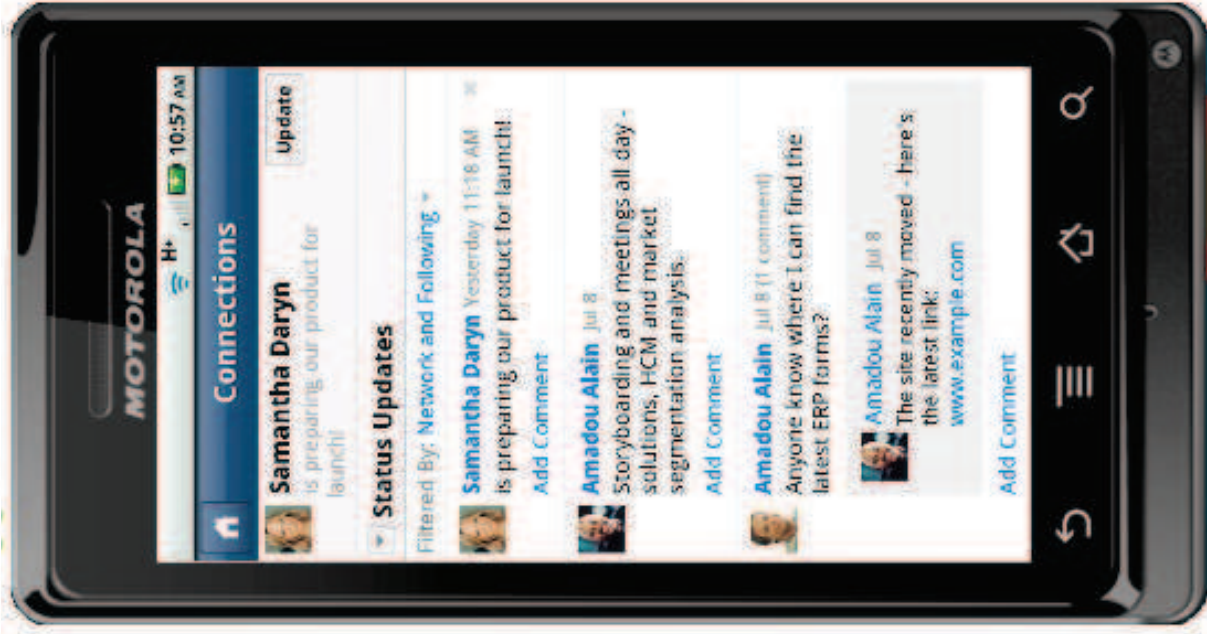 MOTOROLA
H+
10:57 AM
Connections
Samantha Daryn
Update
is preparing our product for
launch!
Status Updates
Filtered By: Network and Following
Samantha Daryn Yesterday 11:18 AM
is preparing our product for launch!
Add Comment
Amadou Alain Jul 8
Storyboarding and meetings all day -
solutions, HCM and market
segmentation analysis.
Add Comment
Amadou Alain Jul 8 (1 comment)
Anyone know where I can find the
latest ERP forms?
Amadou Alain Jul 8
The site recently moved - here's
the latest link:
www.example.com
Add Comment